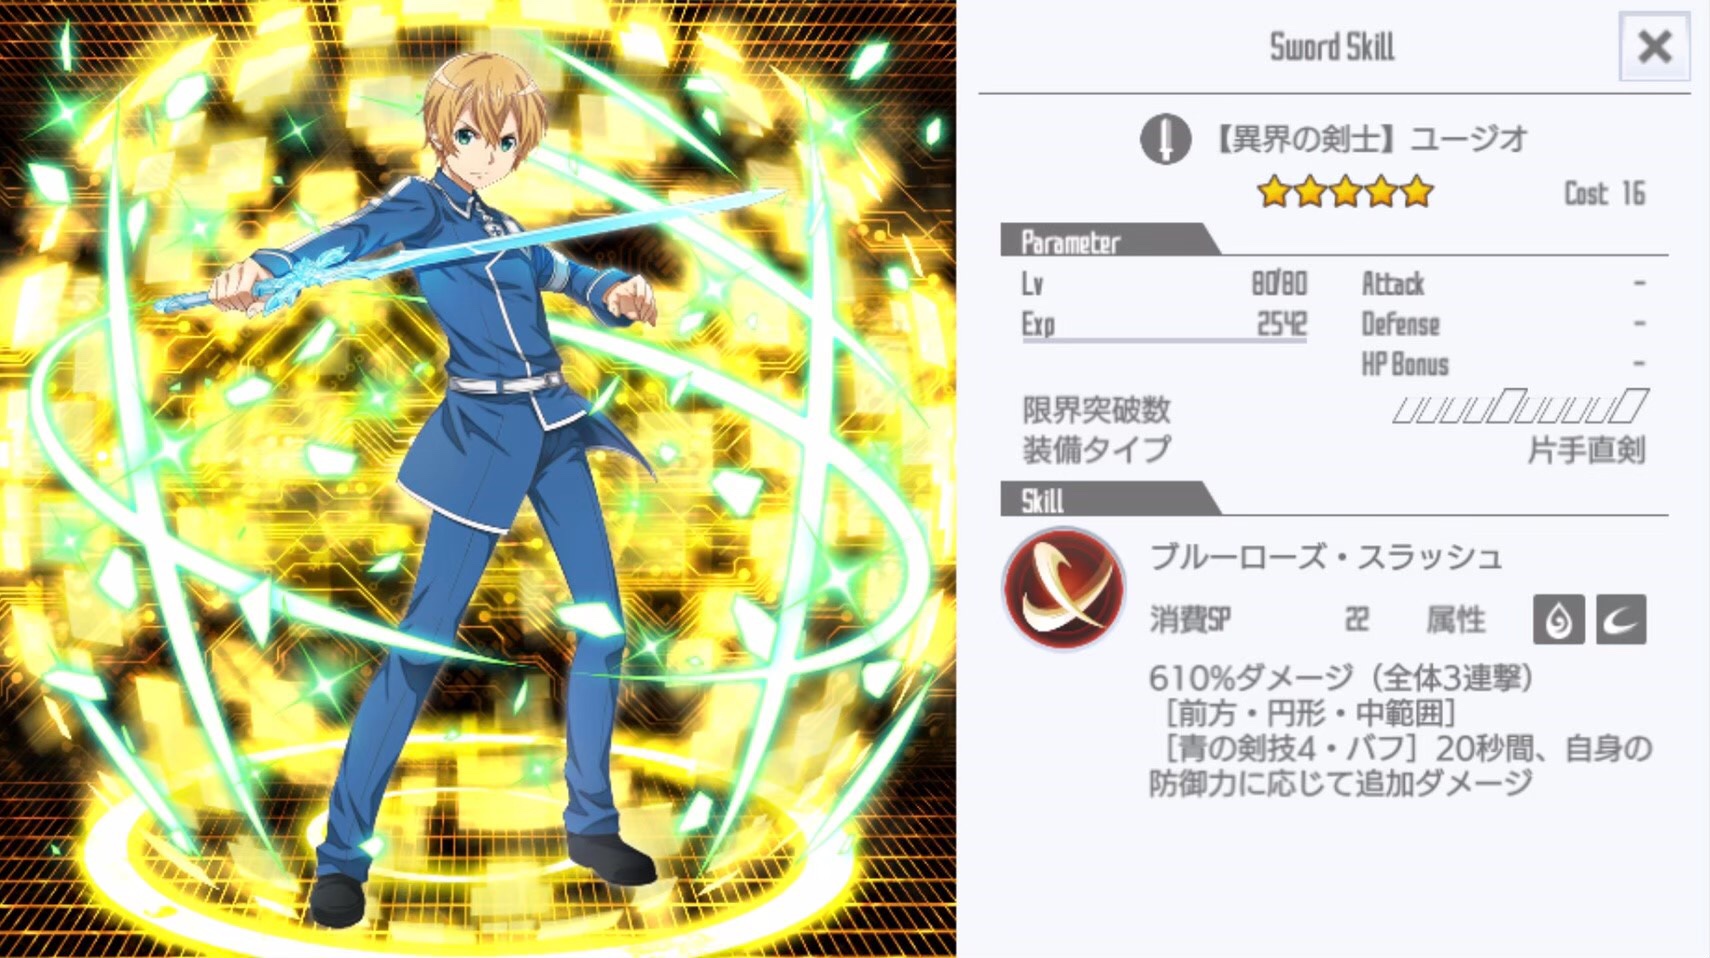 Sword Skill
【異界の剣士】ユージオ
Cost 16
Parameter
Lv 80/80 Attack -
Exp 2542 Defense -
HP Bonus -
限界突破数
装備タイプ 片手直剣
Skill
ブルーローズ・スラッシュ
消費SP 22 属性
610%ダメージ（全体3連撃）
［前方・円形・中範囲］
［青の剣技4・バフ］20秒間、自身の
防御力に応じて追加ダメージ